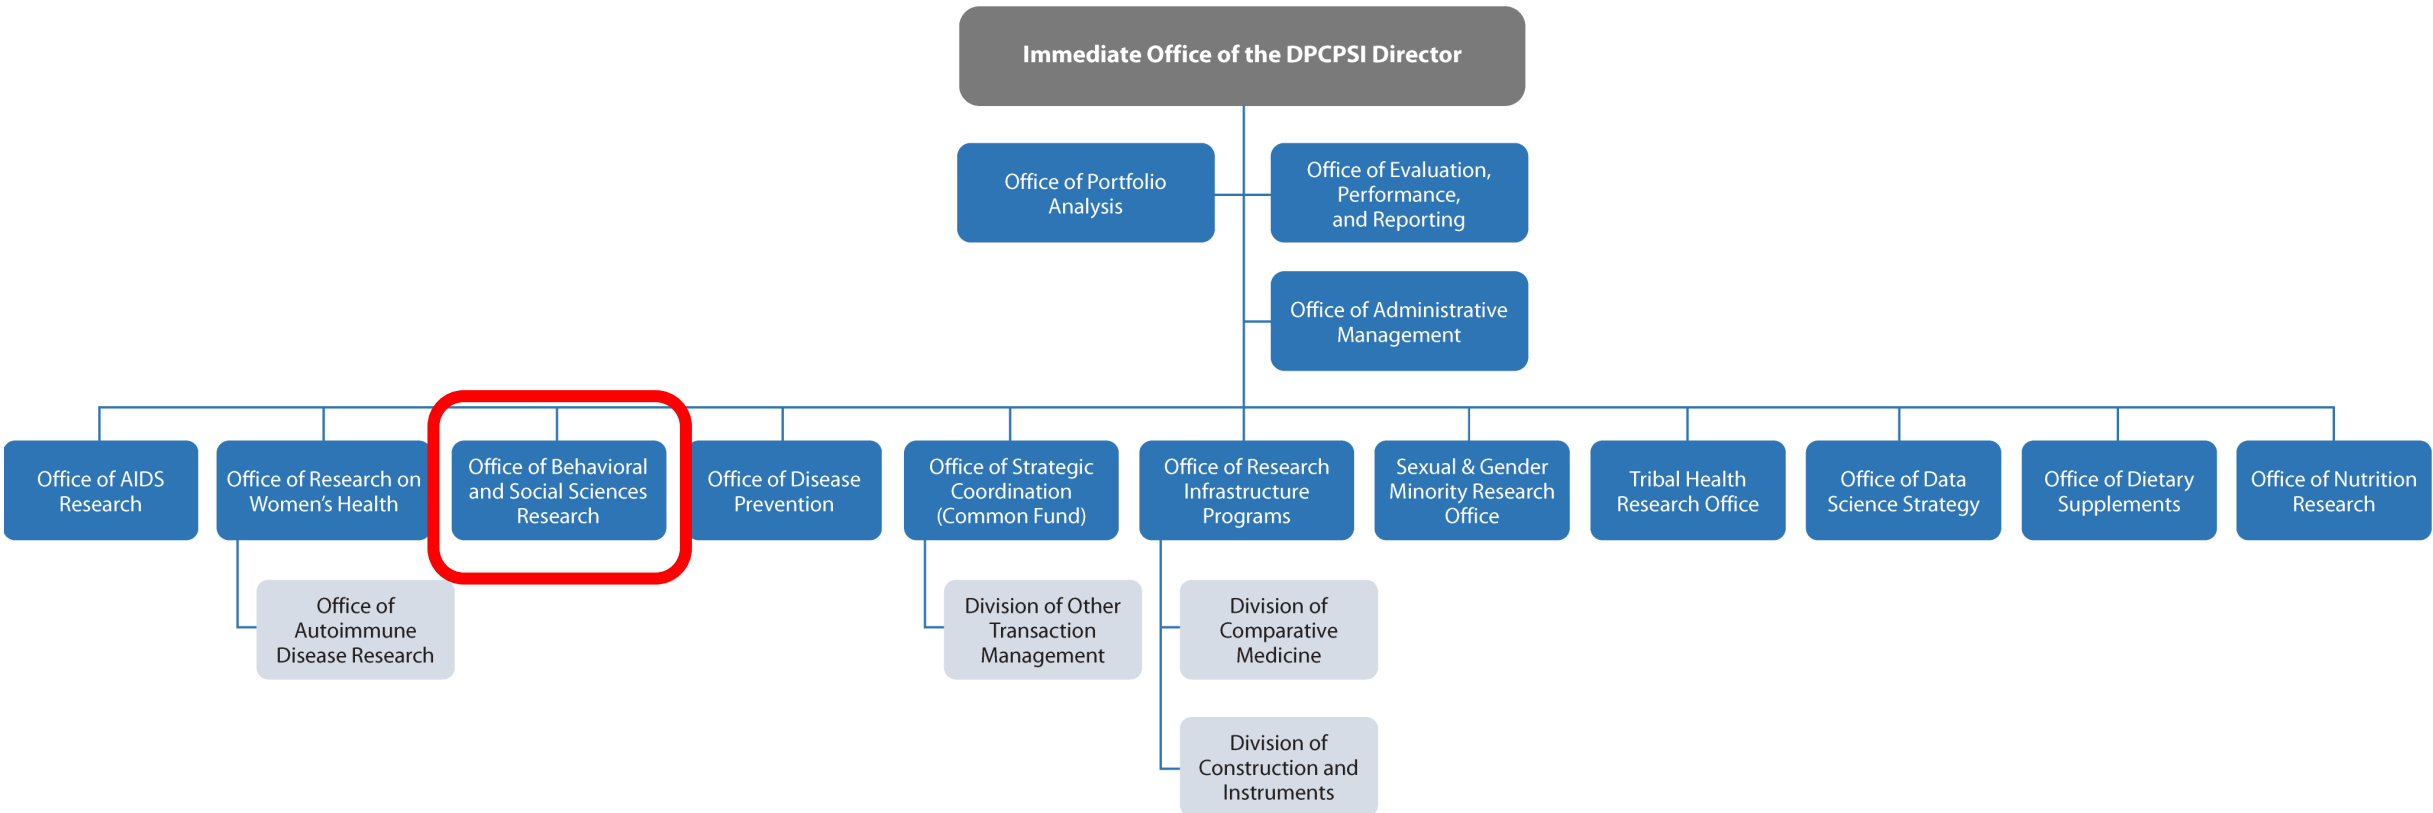 Immediate Office of the DPCPSI Director
Office of Portfolio
Analysis
Office of Evaluation,
Performance,
and Reporting
Office of Administrative
Management
Office of AIDS
Research
Office of Research on
Women’s Health
Office of Behavioral
and Social Sciences
Research
Office of Disease
Prevention
Office of Strategic
Coordination
(Common Fund)
Office of Research
Infrastructure
Programs
Sexual & Gender
Minority Research
Office
Tribal Health
Research Office
Office of Data
Science Strategy
Office of Dietary
Supplements
Office of Nutrition
Research
Office of
Autoimmune
Disease Research
Division of Other
Transaction
Management
Division of
Comparative
Medicine
Division of
Construction and
Instruments